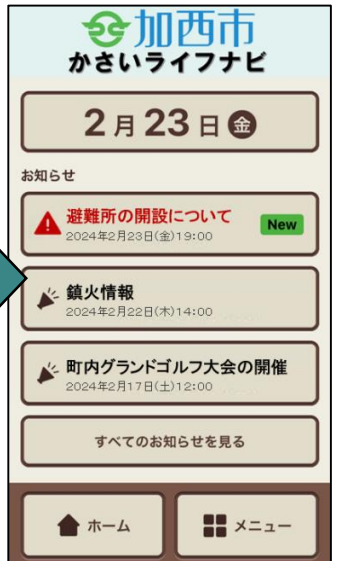 加西市
かさいライフナビ
2月23日金
お知らせ
避難所の開設について
2024年2月23日(金)19:00
New
鎮火情報
2024年2月22日(木)14:00
町内グランドゴルフ大会の開催
2024年2月17日(土)12:00
すべてのお知らせを見る
ホーム
メニュー